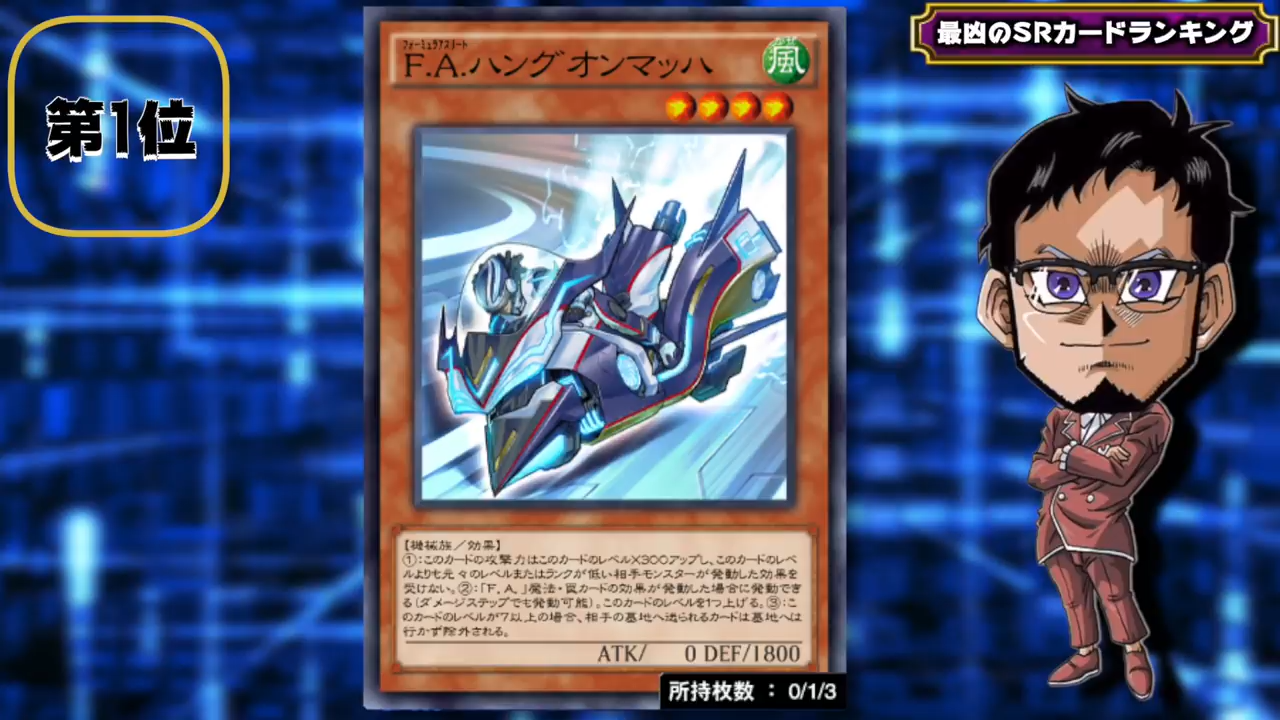 最凶のSRカードランキング
第1位
フォーミュラアスリート
F.A.ハングオンマッハ
風
【機械族／効果】
①：このカードの攻撃力はこのカードのレベル×300アップし、このカードのレベ
ルよりも元々のレベルまたはランクが低い相手モンスターが発動した効果を
受けない。②：「F.A.」魔法・罠カードの効果が発動した場合に発動でき
る(ダメージステップでも発動可能)。このカードのレベルを1つ上げる。③：こ
のカードのレベルが7以上の場合、相手の墓地へ送られるカードは墓地へは
行かず除外される。
ATK/ 0 DEF/1800
所持枚数 ： 0/1/3